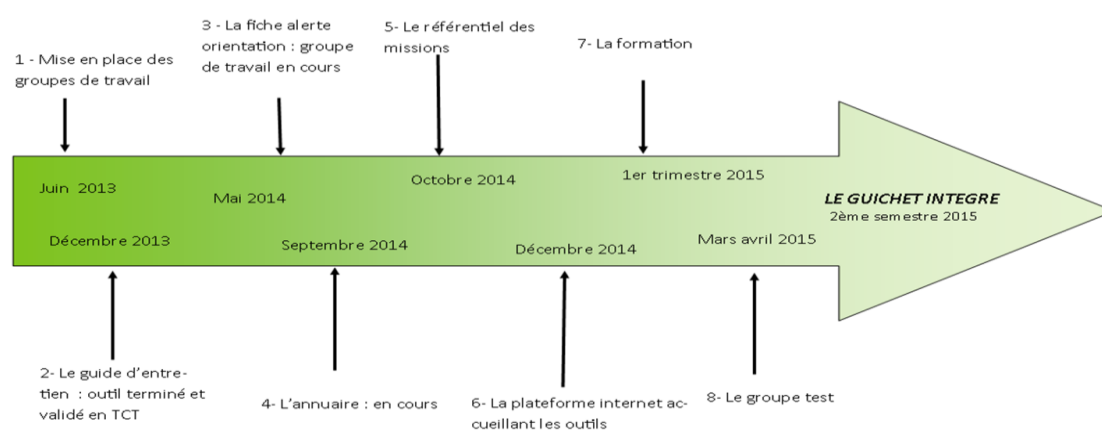 1 - Mise en place des
groupes de travail
3 - La fiche alerte
orientation : groupe
de travail en cours
5- Le référentiel des
missions
7- La formation
Juin 2013
Mai 2014
Octobre 2014
1er trimestre 2015
LE GUICHET INTEGRE
2ème semestre 2015
Décembre 2013
Septembre 2014
Décembre 2014
Mars avril 2015
2- Le guide d’entre-
tien : outil terminé et
validé en TCT
4- L’annuaire : en cours
6- La plateforme internet ac-
cueillant les outils
8- Le groupe test